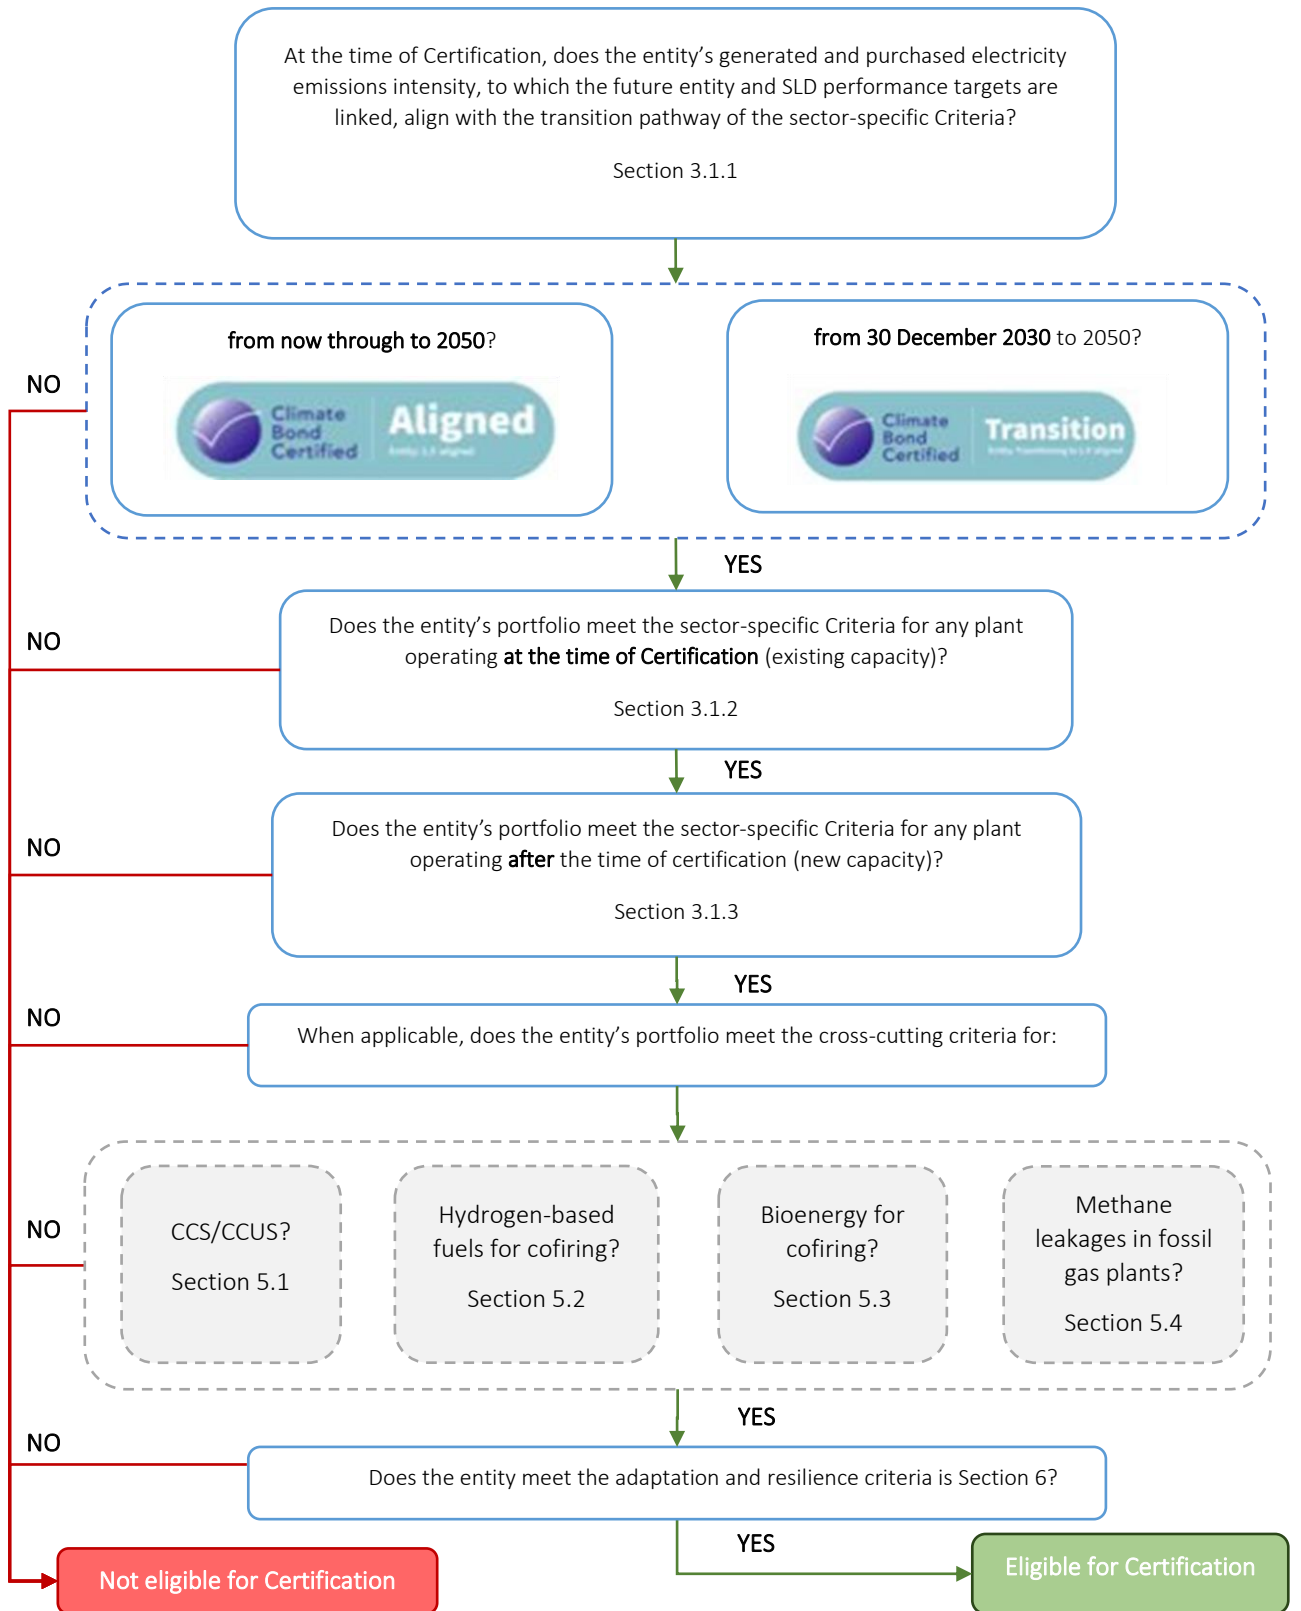 At the time of Certification, does the entity’s generated and purchased electricity
emissions intensity, to which the future entity and SLD performance targets are
linked, align with the transition pathway of the sector-specific Criteria?
Section 3.1.1
from now through to 2050?
Climate
Bond
Certified
Aligned
from 30 December 2030 to 2050?
Climate
Bond
Certified
Transition
NO
YES
Does the entity’s portfolio meet the sector-specific Criteria for any plant
operating at the time of Certification (existing capacity)?
Section 3.1.2
NO
YES
Does the entity’s portfolio meet the sector-specific Criteria for any plant
operating after the time of certification (new capacity)?
Section 3.1.3
NO
YES
When applicable, does the entity’s portfolio meet the cross-cutting criteria for:
NO
CCS/CCUS?
Section 5.1
Hydrogen-based
fuels for cofiring?
Section 5.2
Bioenergy for
cofiring?
Section 5.3
Methane
leakages in fossil
gas plants?
Section 5.4
NO
YES
Does the entity meet the adaptation and resilience criteria is Section 6?
NO
YES
Not eligible for Certification
Eligible for Certification